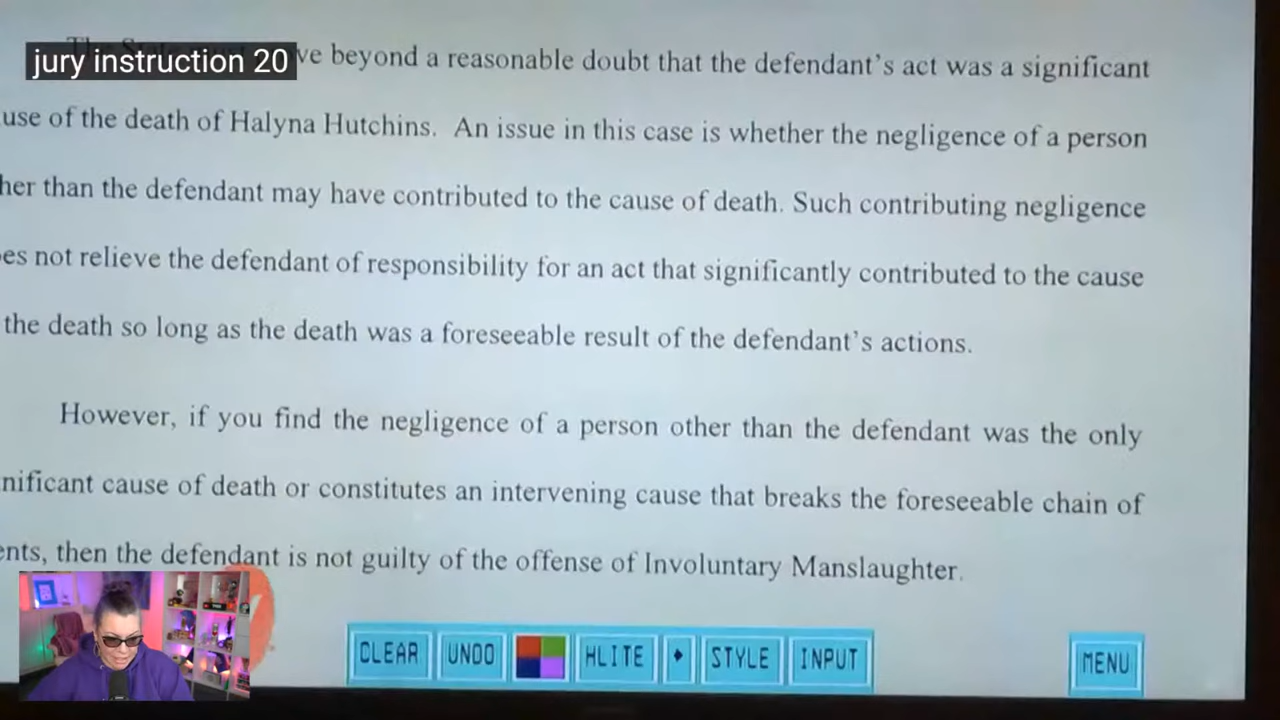 jury instruction 20
ve beyond a reasonable doubt that the defendant's act was a significant
use of the death of Halyna Hutchins. An issue in this case is whether the negligence of a person
her than the defendant may have contributed to the cause of death. Such contributing negligence
es not relieve the defendant of responsibility for an act that significantly contributed to the cause
the death so long as the death was a foreseeable result of the defendant's actions.
However, if you find the negligence of a person other than the defendant was the only
nificant cause of death or constitutes an intervening cause that breaks the foreseeable chain of
ents, then the defendant is not guilty of the offense of Involuntary Manslaughter.
CLEAR UNDO HLITE STYLE INPUT MENU